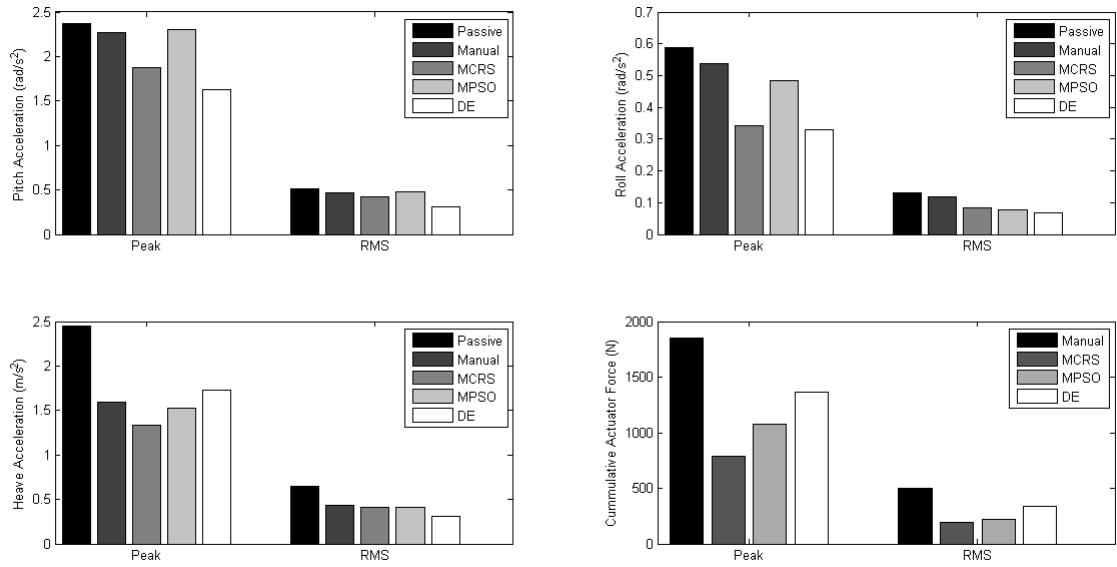 Pitch Acceleration (rad/s²)
2.5
2
1.5
1
0.5
0
Peak
RMS
Passive
Manual
MCRS
MPSO
DE
Roll Acceleration (rad/s²)
0.7
0.6
0.5
0.4
0.3
0.2
0.1
0
Peak
RMS
Passive
Manual
MCRS
MPSO
DE
Heave Acceleration (m/s²)
2.5
2
1.5
1
0.5
0
Peak
RMS
Passive
Manual
MCRS
MPSO
DE
Cummulative Actuator Force (N)
2000
1500
1000
500
0
Peak
RMS
Manual
MCRS
MPSO
DE